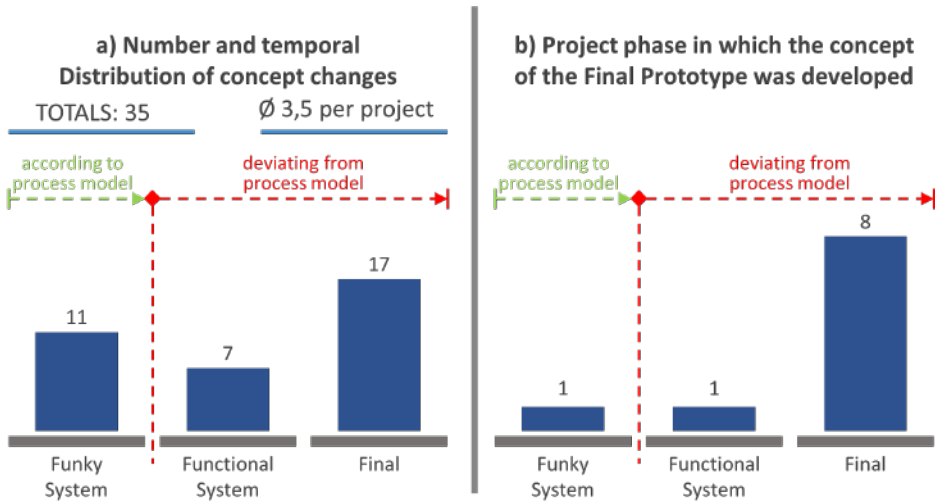 a) Number and temporal
Distribution of concept changes
TOTALS: 35
Ø 3,5 per project
according to
process model
deviating from
process model
11
7
17
Funky
System
Functional
System
Final
b) Project phase in which the concept
of the Final Prototype was developed
according to
process model
deviating from
process model
1
1
8
Funky
System
Functional
System
Final